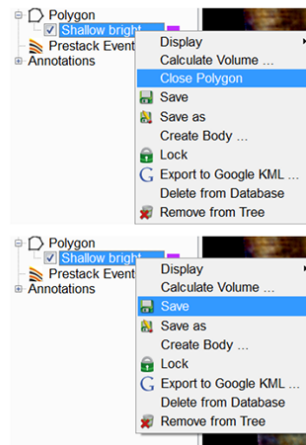 Polygon
Shallow bright
Prestack Event
Annotations
Display
Calculate Volume ...
Close Polygon
Save
Save as
Create Body ...
Lock
Export to Google KML ...
Delete from Database
Remove from Tree
Polygon
Shallow bright
Prestack Event
Annotations
Display
Calculate Volume ...
Save
Save as
Create Body ...
Lock
Export to Google KML ...
Delete from Database
Remove from Tree